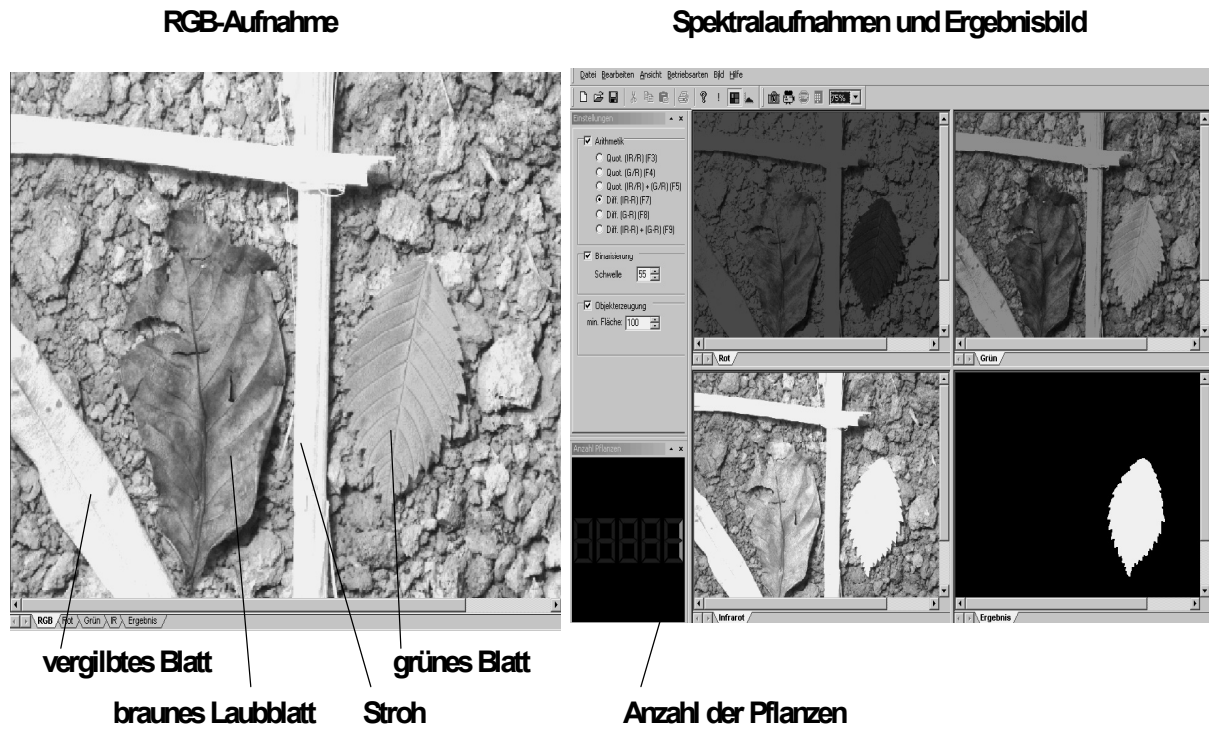 RGB-Aufnahme
Spektralaufnahmen und Ergebnisbild
Datei Bearbeiten Ansicht Betriebsarten Bild Hilfe
75%
Einstellungen
Arithmetik
Quot. (IR/R) (F3)
Quot. (G/R) (F4)
Quot. (IR/R) + (G/R) (F5)
Diff. (IR-R) (F7)
Diff. (G-R) (F8)
Diff. (IR-R) + (G-R) (F9)
Binarisierung
Schwelle 55
Objekterzeugung
min. Fläche: 100
Rot
Grün
Anzahl Pflanzen
Infrarot
Ergebnis
RGB Rot Grün IR Ergebnis
vergilbtes Blatt
grünes Blatt
braunes Laubblatt
Stroh
Anzahl der Pflanzen